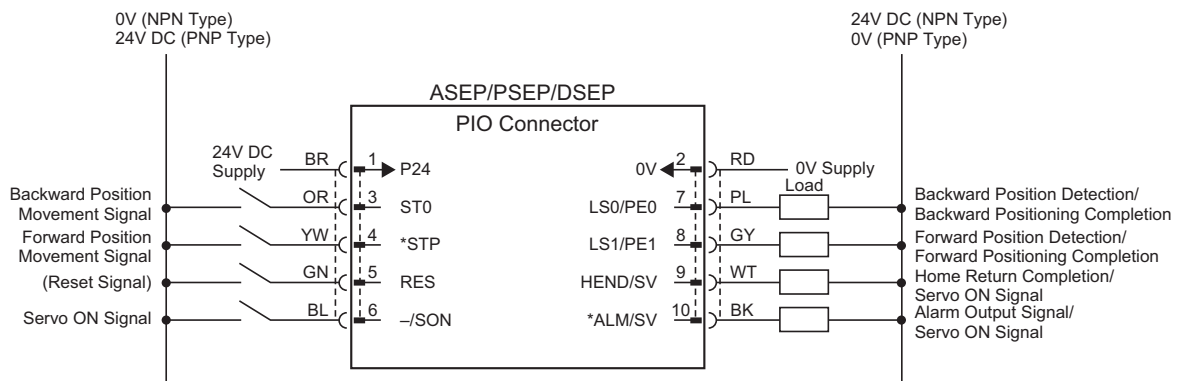 0V (NPN Type)
24V DC (PNP Type)
24V DC (NPN Type)
0V (PNP Type)
ASEP/PSEP/DSEP
PIO Connector
24V DC
Supply
BR
1
P24
0V
2
RD
0V Supply
Load
Backward Position
Movement Signal
OR
3
ST0
LS0/PE0
7
PL
Backward Position Detection/
Backward Positioning Completion
Forward Position
Movement Signal
YW
4
*STP
LS1/PE1
8
GY
Forward Position Detection/
Forward Positioning Completion
(Reset Signal)
GN
5
RES
HEND/SV
9
WT
Home Return Completion/
Servo ON Signal
Servo ON Signal
BL
6
–/SON
*ALM/SV
10
BK
Alarm Output Signal/
Servo ON Signal